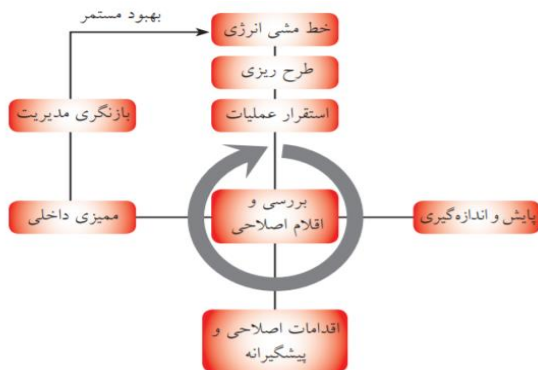 بهبود مستمر
خط مشی انرژی
طرح ریزی
بازنگری مدیریت
استقرار عملیات
بررسی و
اقلام اصلاحی
ممیزی داخلی
پایش و اندازه‌گیری
اقدامات اصلاحی و
پیشگیرانه